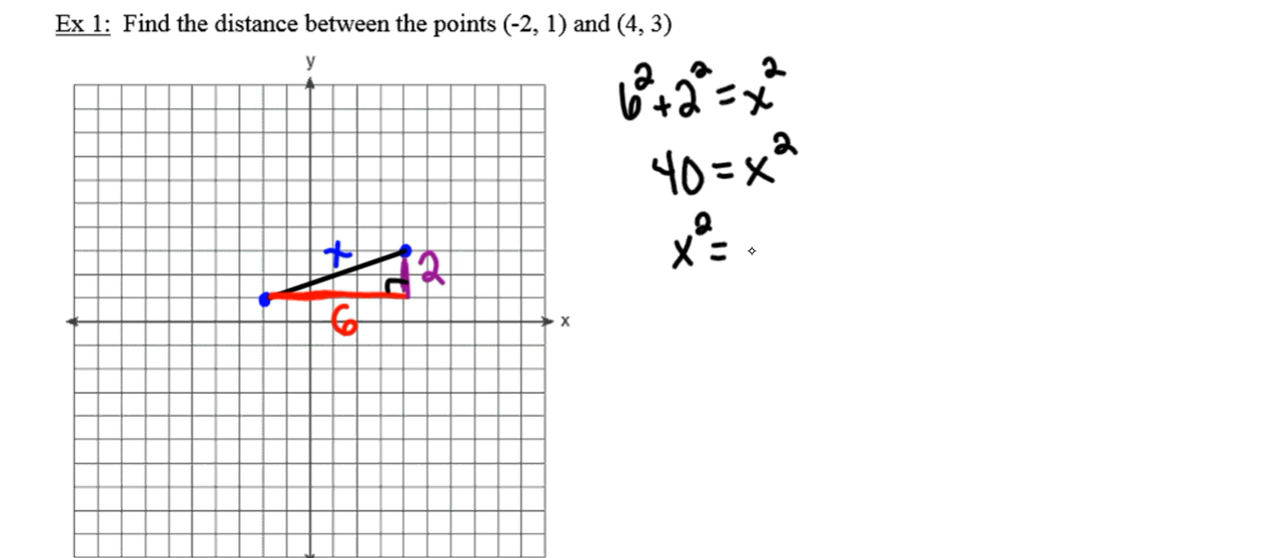 Ex 1: Find the distance between the points (-2, 1) and (4, 3)
y
x
x
2
6
6² + 2² = x²
40 = x²
x² =